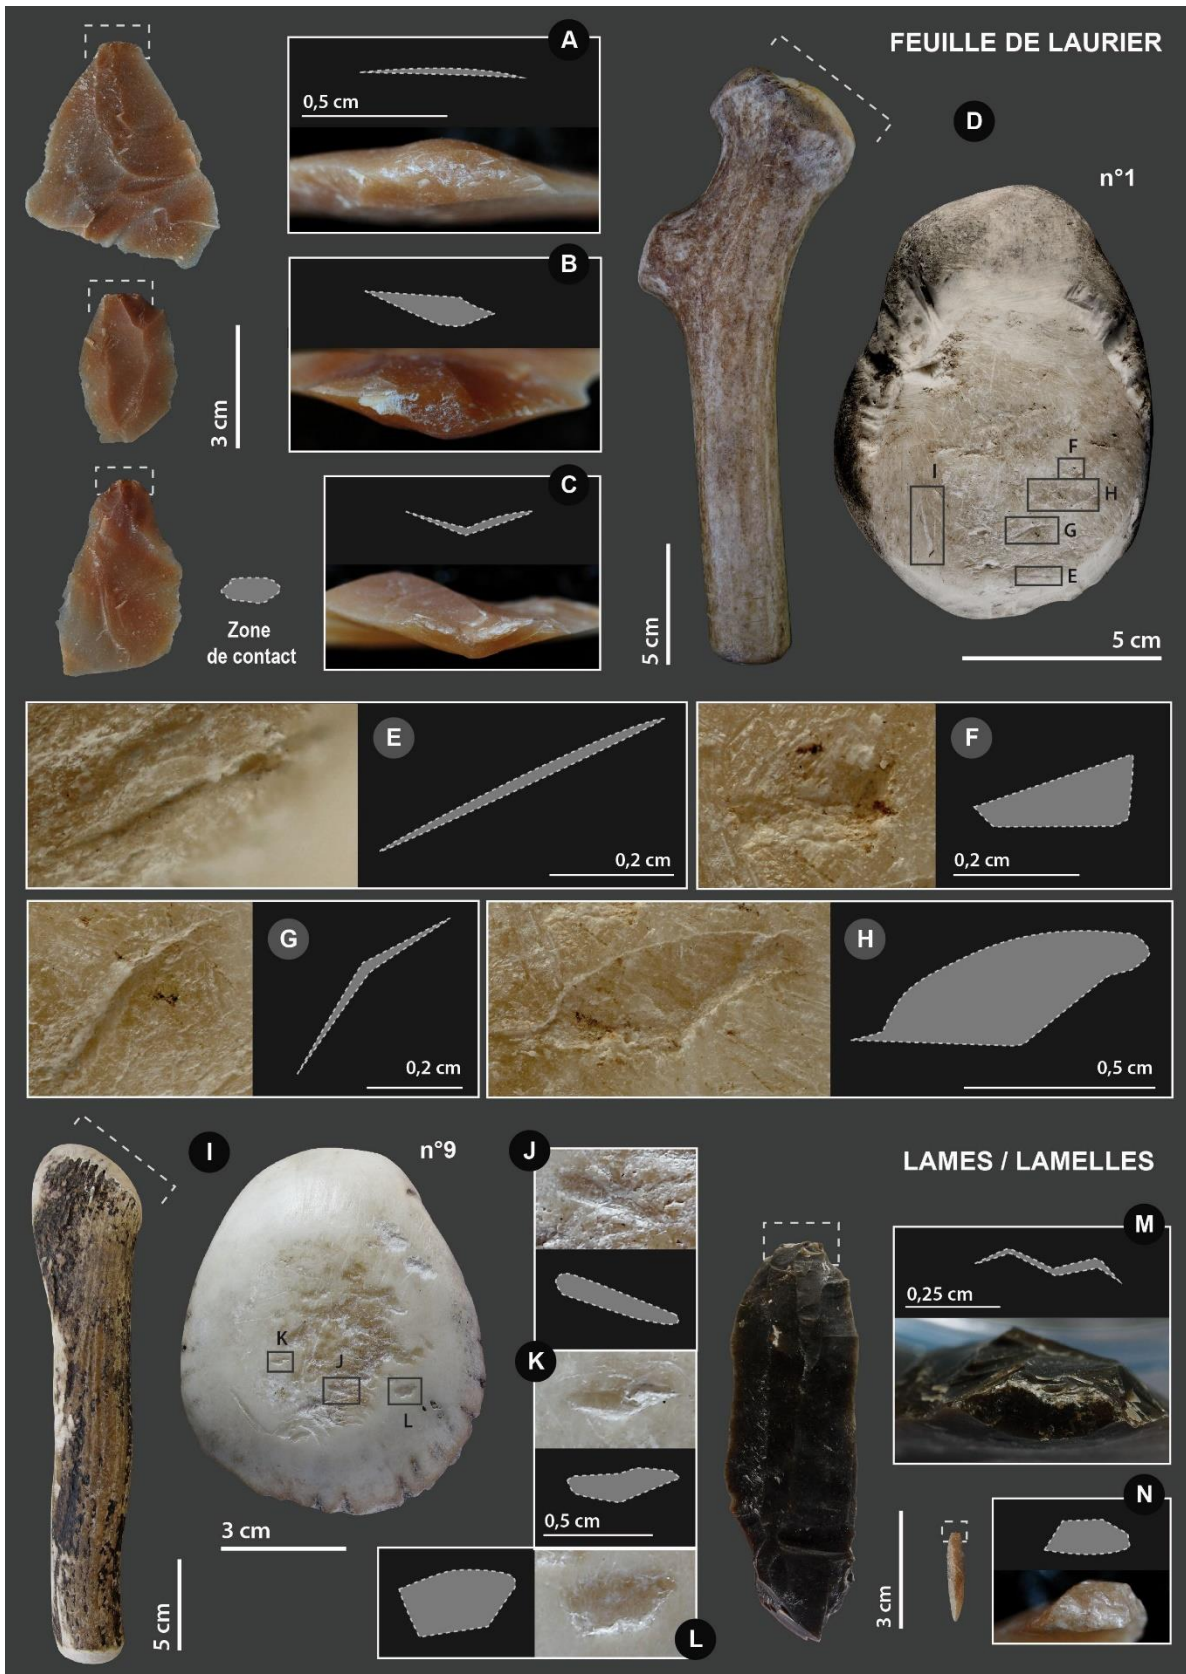 A
FEUILLE DE LAURIER
0,5 cm
D
n°1
B
3 cm
C
F
I
H
G
E
Zone
de contact
5 cm
5 cm
E
0,2 cm
F
0,2 cm
G
0,2 cm
H
0,5 cm
I
n°9
J
LAMES / LAMELLES
K
J
L
K
0,5 cm
M
0,25 cm
3 cm
5 cm
L
3 cm
N